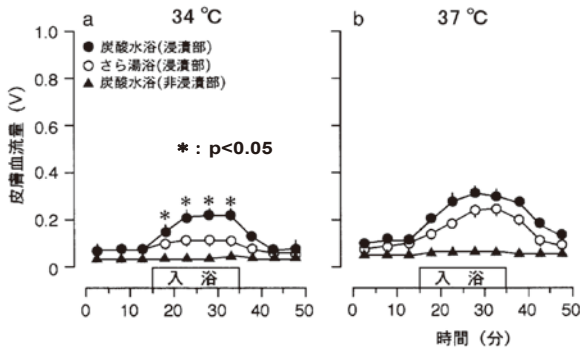 a 34 ℃
b 37 ℃
皮膚血流量 (V)
1.0
0.8
0.6
0.4
0.2
0
● 炭酸水浴(浸漬部)
○ さら湯浴(浸漬部)
▲ 炭酸水浴(非浸漬部)
*: p<0.05
* * * *
入 浴
入 浴
0 10 20 30 40 50
0 10 20 30 40 50
時間 (分)